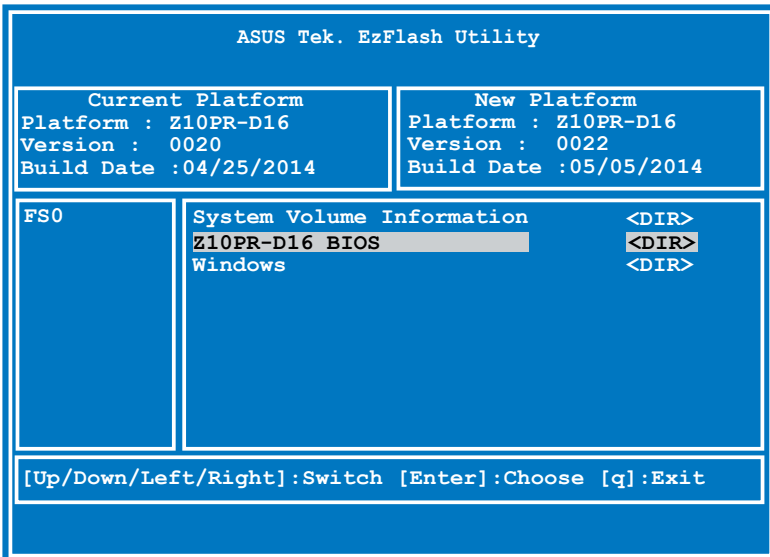 ASUS Tek. EzFlash Utility
Current Platform
Platform : Z10PR-D16
Version : 0020
Build Date :04/25/2014
New Platform
Platform : Z10PR-D16
Version : 0022
Build Date :05/05/2014
FS0
System Volume Information <DIR>
Z10PR-D16 BIOS <DIR>
Windows <DIR>
[Up/Down/Left/Right]:Switch [Enter]:Choose [q]:Exit